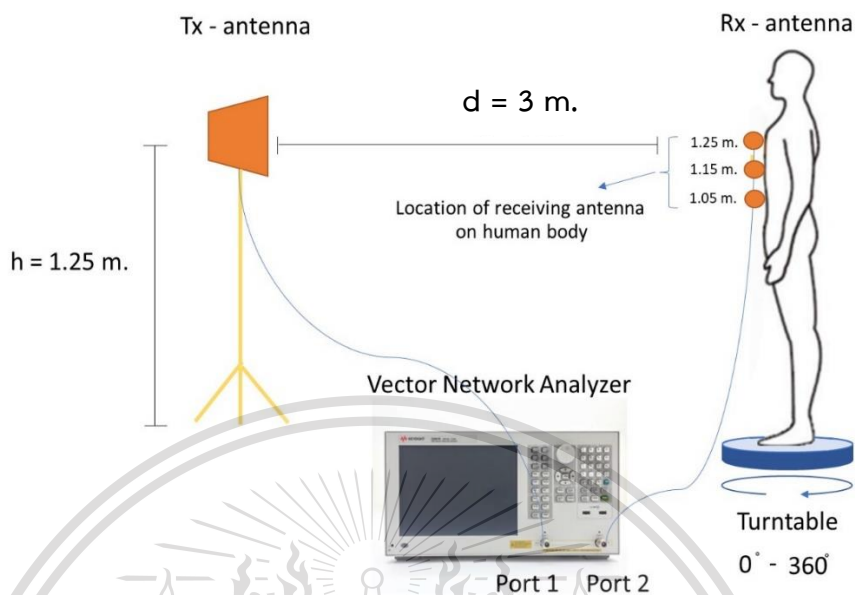 Tx - antenna
Rx - antenna
d = 3 m.
1.25 m.
1.15 m.
1.05 m.
Location of receiving antenna
on human body
h = 1.25 m.
Vector Network Analyzer
KEYSIGHT
Port 1 Port 2
Turntable
0° - 360°